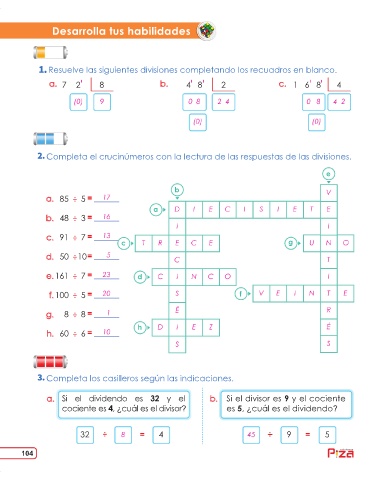 Desarrolla tus habilidades
1. Resuelve las siguientes divisiones completando los recuadros en blanco.
a. 7 2' 8 b. 4' 8' 2 c. 1 6' 8' 4
(0) 9 0 8 2 4 0 8 4 2
(0) (0)
2. Completa el crucinúmeros con la lectura de las respuestas de las divisiones.
e
b V
a. 85 ÷ 5 = 17
a D I E C I S I E T E
b. 48 ÷ 3 = 16
I I
c. 91 ÷ 7 = 13
c T R E C E g U N O
d. 50 ÷ 10 = 5
C T
e. 161 ÷ 7 = 23
d C I N C O I
f. 100 ÷ 5 = 20
S f V E I N T E
g. 8 ÷ 8 = 1
É R
h D I E Z É
h. 60 ÷ 6 = 10
S S
3. Completa los casilleros según las indicaciones.
a. Si el dividendo es 32 y el b. Si el divisor es 9 y el cociente
cociente es 4, ¿cuál es el divisor? es 5, ¿cuál es el dividendo?
32 ÷ 8 = 4 45 ÷ 9 = 5
104